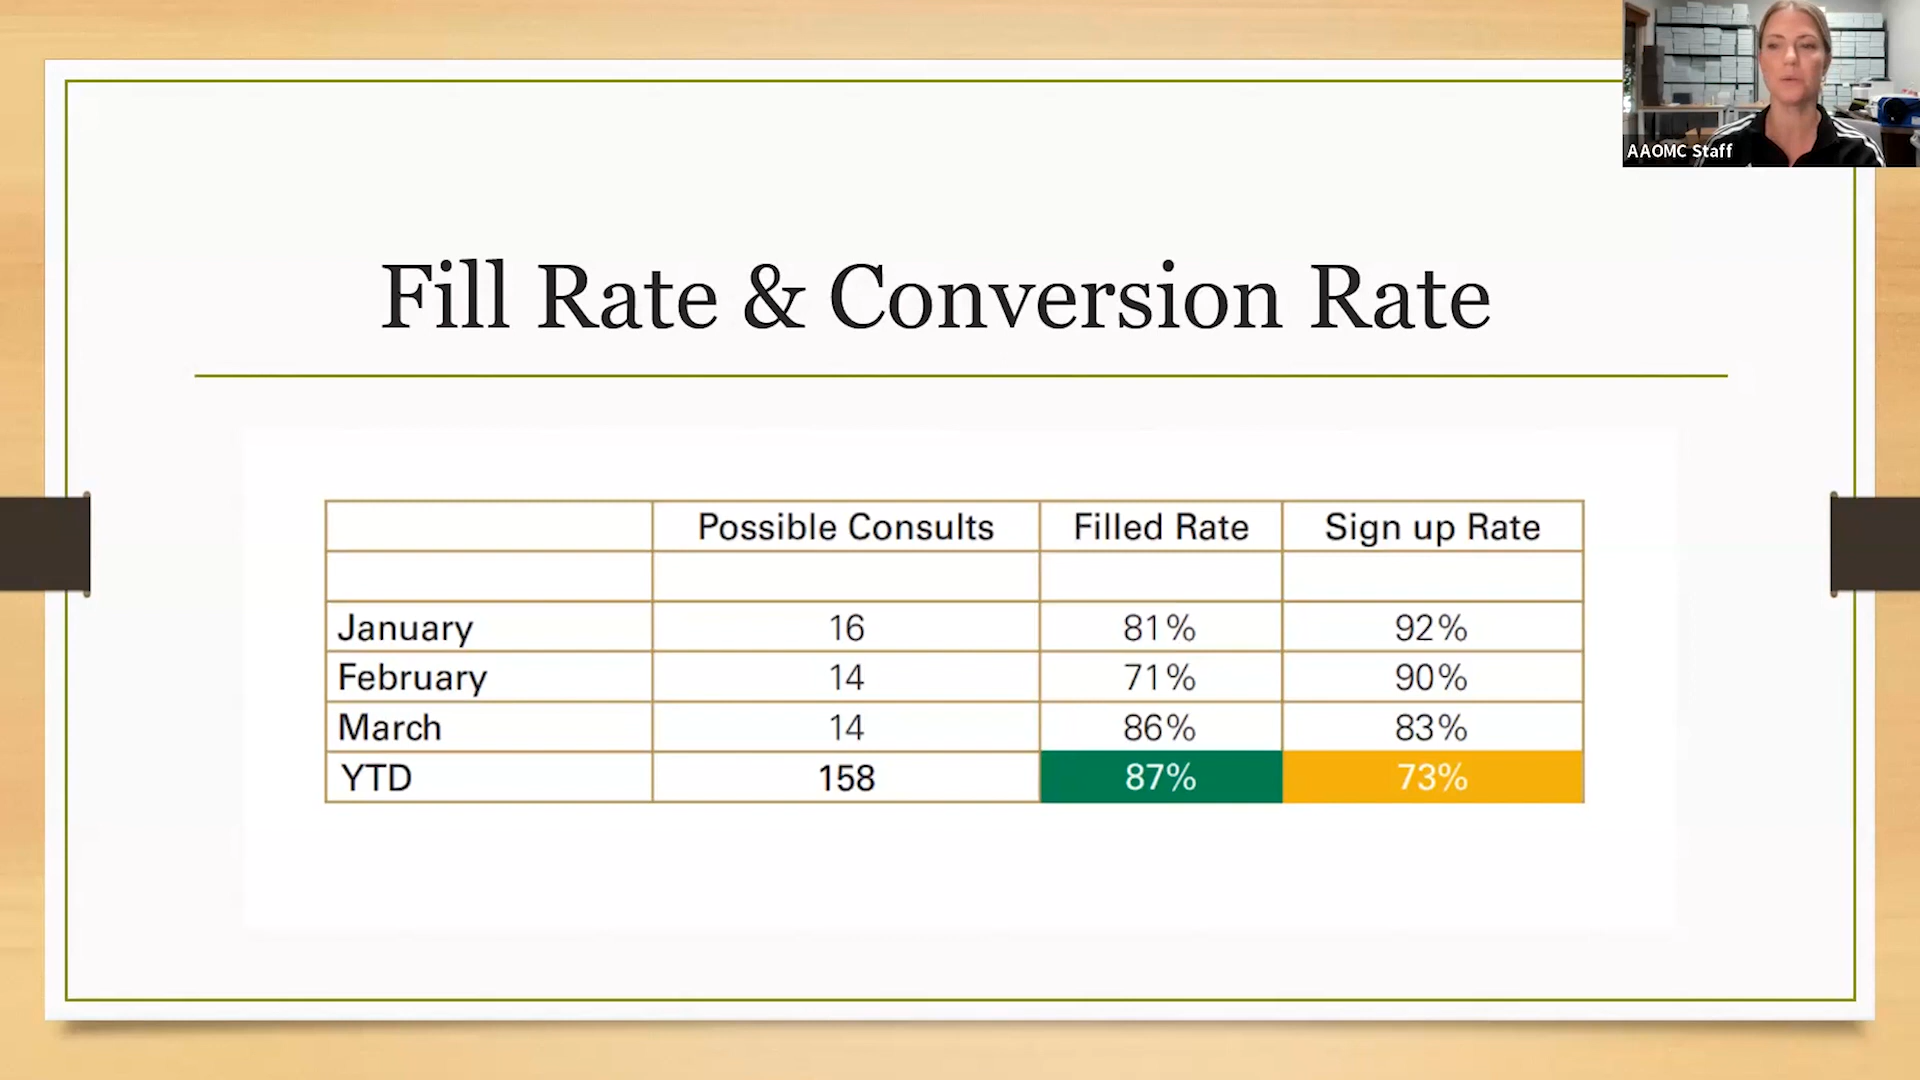 AAOMC Staff
Fill Rate & Conversion Rate
Possible Consults Filled Rate Sign up Rate
January 16 81% 92%
February 14 71% 90%
March 14 86% 83%
YTD 158 87% 73%